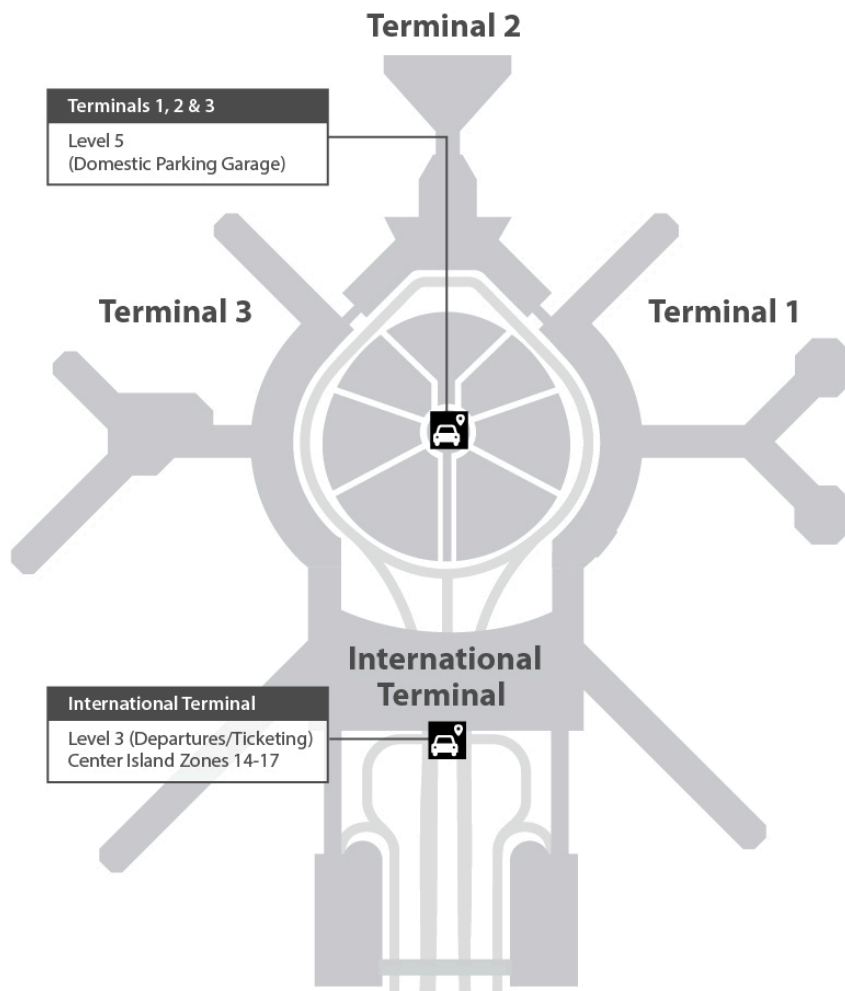 Terminal 2
Terminals 1, 2 & 3
Level 5
(Domestic Parking Garage)
Terminal 3
Terminal 1
International
Terminal
International Terminal
Level 3 (Departures/Ticketing)
Center Island Zones 14-17